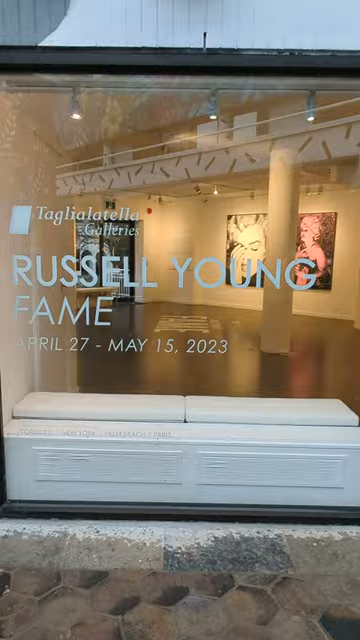 Taglialatella
Galleries
RUSSELL YOUNG
FAME
APRIL 27 - MAY 15, 2023
TORONTO | NEW YORK | PALM BEACH | PARIS